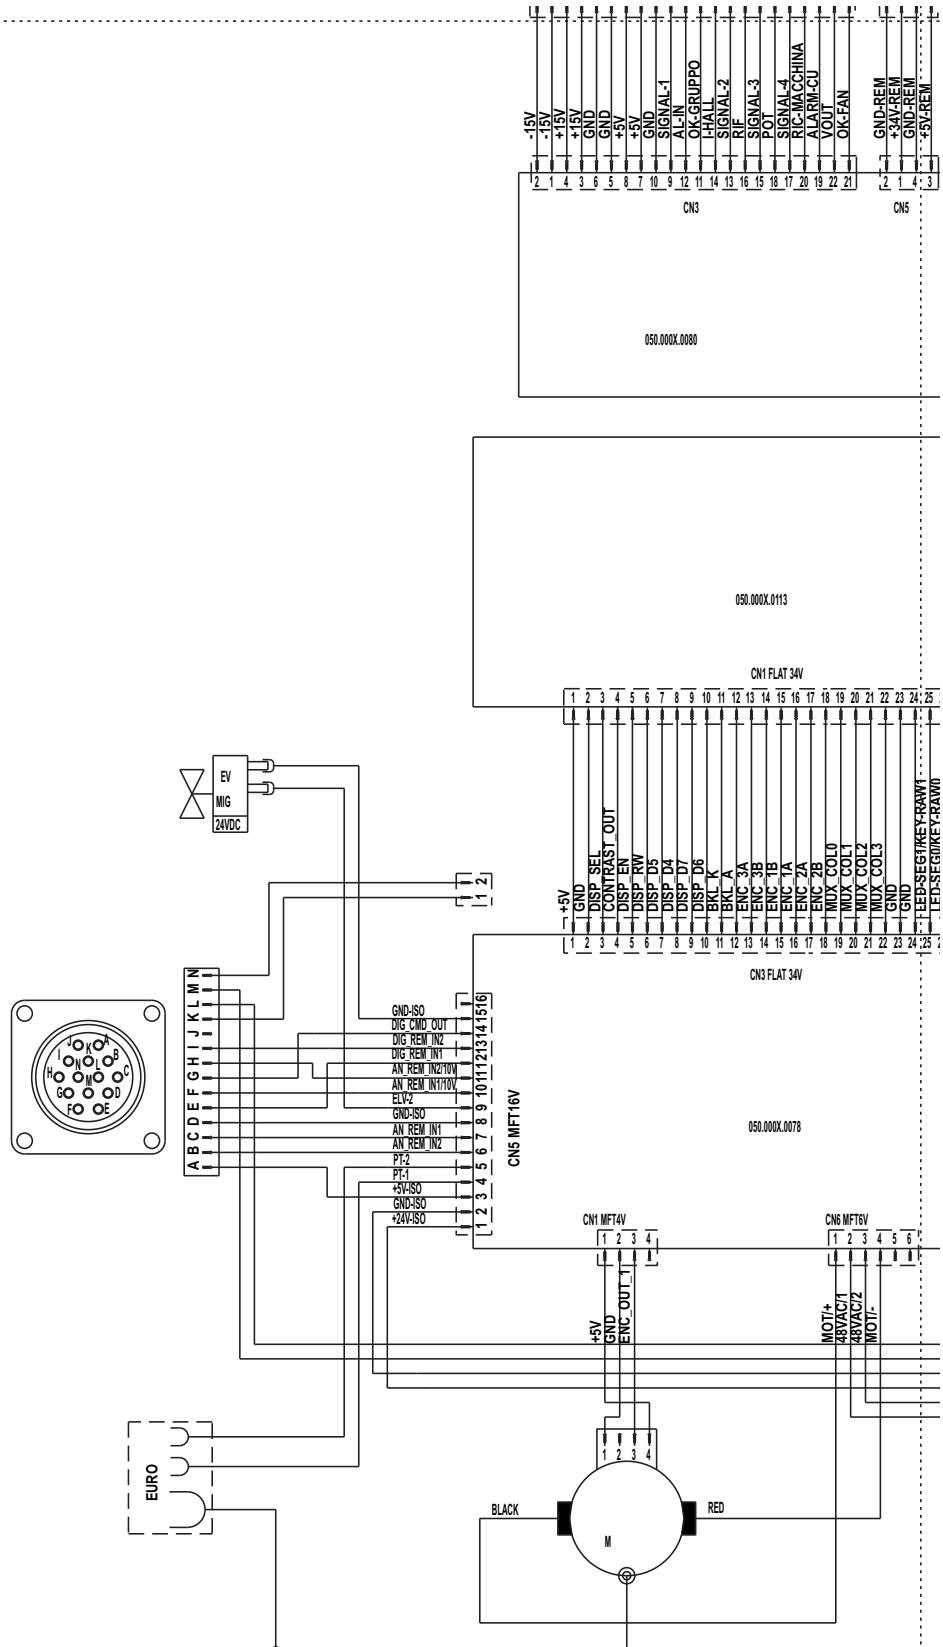 -15V
-15V
+15V
+15V
GND
GND
+5V
+5V
GND
SIGNAL-1
AL-IN
OK-GRUPPO
I-HALL
SIGNAL-2
RIF
SIGNAL-3
POT
SIGNAL-4
RIC-MACCHINA
ALARM-CU
VOUT
OK-FAN
GND-REM
+34V-REM
GND-REM
+5V-REM
2 1 4 3 6 5 8 7 10 9 12 11 14 13 16 15 18 17 20 19 22 21
2 1 4 3
CN3
CN5
050.000X.0080
050.000X.0113
CN1 FLAT 34V
1 2 3 4 5 6 7 8 9 10 11 12 13 14 15 16 17 18 19 20 21 22 23 24 25
+5V
GND
DISP_SEL
CONTRAST_OUT
DISP_EN
DISP_RW
DISP_D5
DISP_D4
DISP_D7
DISP_D6
BKL_K
BKL_A
ENC_3A
ENC_3B
ENC_1B
ENC_1A
ENC_2A
ENC_2B
MUX_COL0
MUX_COL1
MUX_COL2
MUX_COL3
GND
GND
LED-SEG1/KEY-RAW1
LED-SEG0/KEY-RAW0
1 2 3 4 5 6 7 8 9 10 11 12 13 14 15 16 17 18 19 20 21 22 23 24 25
CN3 FLAT 34V
EV
MIG
24VDC
2
1
N
M
L
K
J
I
H
G
F
E
D
C
B
A
J
A
K
I
B
N
L
H
C
M
G
D
F
E
GND-ISO
DIG_CMD_OUT
DIG_REM_IN2
DIG_REM_IN1
AN_REM_IN2/10V
AN_REM_IN1/10V
ELV-2
GND-ISO
AN_REM_IN1
AN_REM_IN2
PT-2
PT-1
+5V-ISO
GND-ISO
+24V-ISO
16
15
14
13
12
11
10
9
8
7
6
5
4
3
2
1
CN5 MFT16V
050.000X.0078
CN1 MFT4V
1 2 3 4
CN6 MFT6V
1 2 3 4 5 6
+5V
GND
ENC_OUT_1
MOT/+
48VAC/1
48VAC/2
MOT/-
EURO
1 2 3 4
BLACK
RED
M